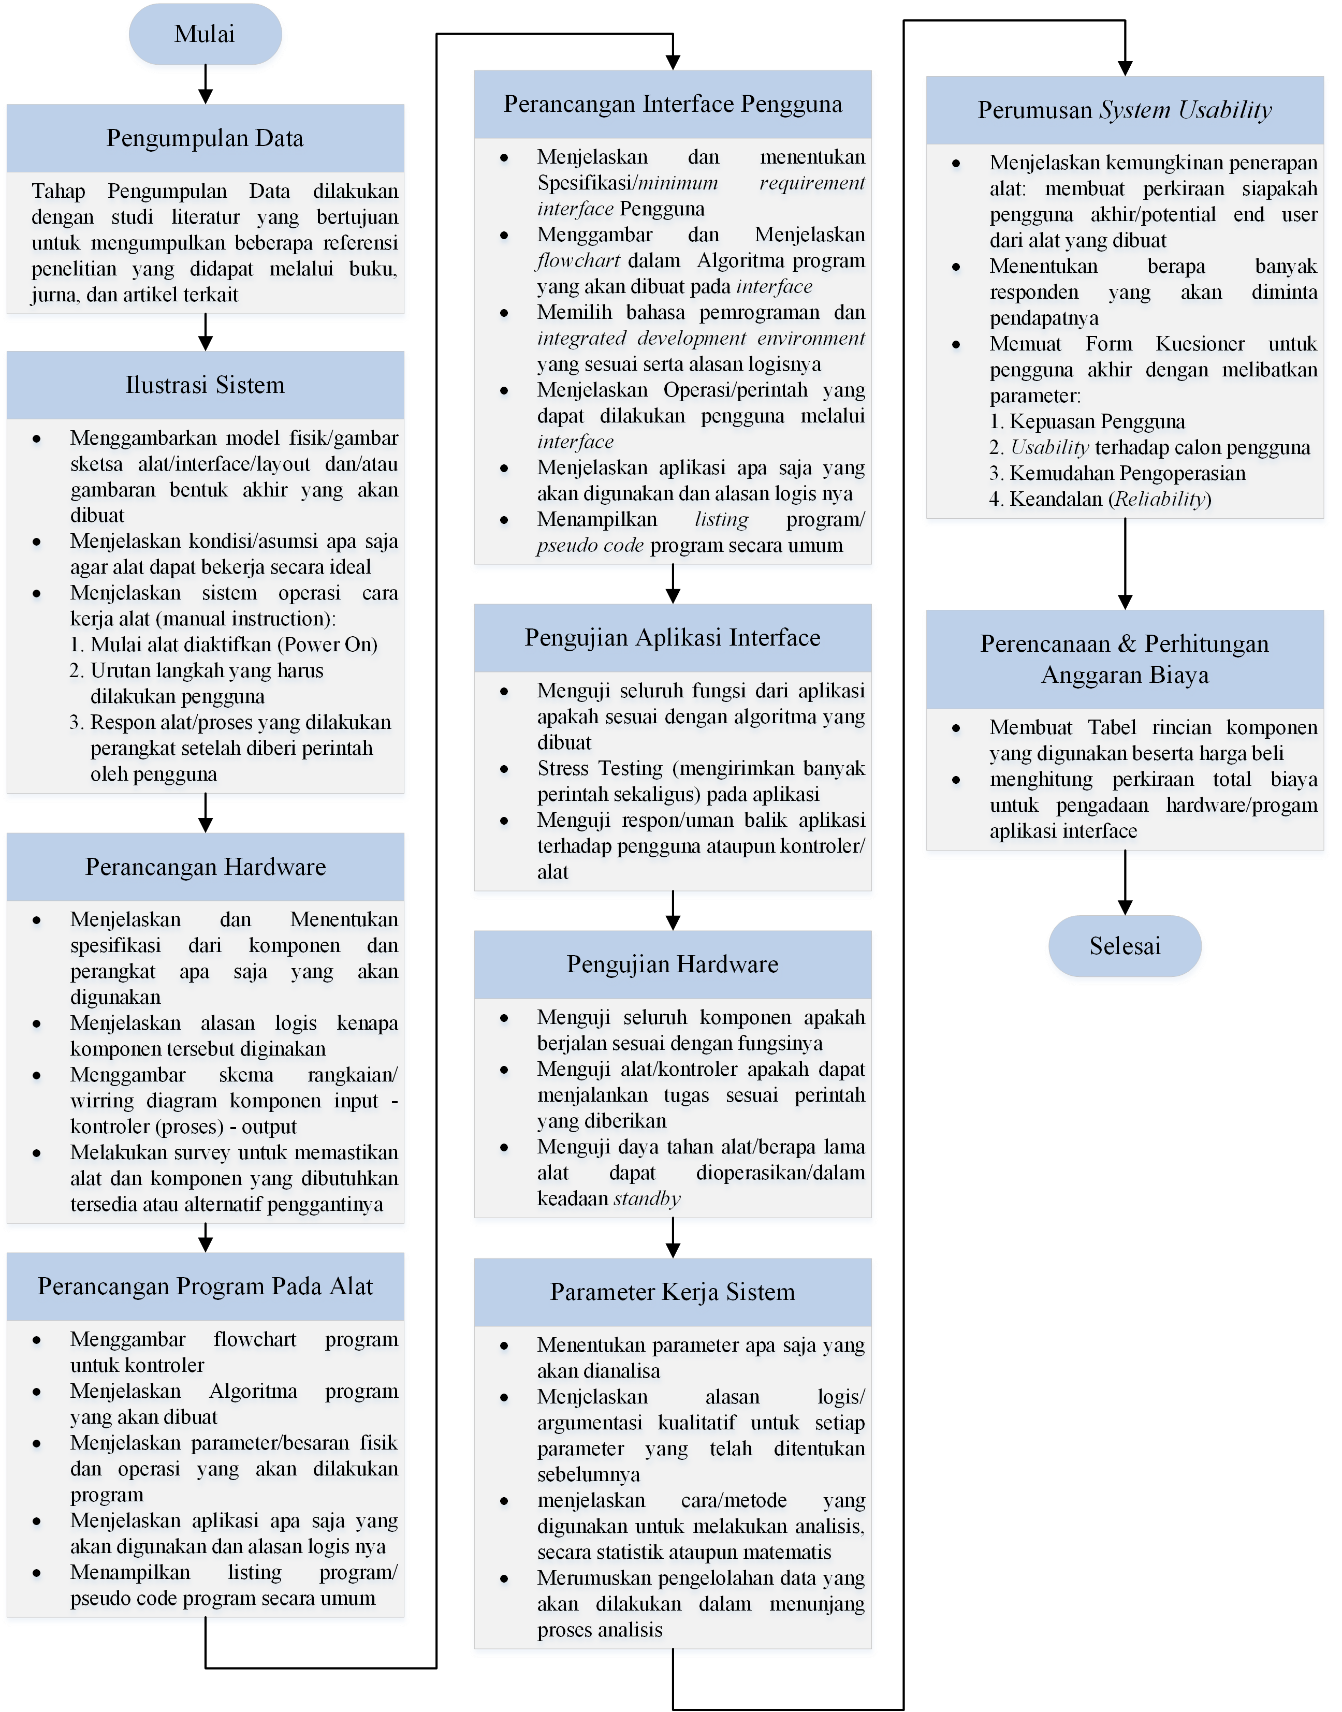 Mulai
Pengumpulan Data
Tahap Pengumpulan Data dilakukan
dengan studi literatur yang bertujuan
untuk mengumpulkan beberapa referensi
penelitian yang didapat melalui buku,
jurna, dan artikel terkait
Ilustrasi Sistem
• Menggambarkan model fisik/gambar
sketsa alat/interface/layout dan/atau
gambaran bentuk akhir yang akan
dibuat
• Menjelaskan kondisi/asumsi apa saja
agar alat dapat bekerja secara ideal
• Menjelaskan sistem operasi cara
kerja alat (manual instruction):
1. Mulai alat diaktifkan (Power On)
2. Urutan langkah yang harus
dilakukan pengguna
3. Respon alat/proses yang dilakukan
perangkat setelah diberi perintah
oleh pengguna
Perancangan Hardware
• Menjelaskan dan Menentukan
spesifikasi dari komponen dan
perangkat apa saja yang akan
digunakan
• Menjelaskan alasan logis kenapa
komponen tersebut diginakan
• Menggambar skema rangkaian/
wirring diagram komponen input -
kontroler (proses) - output
• Melakukan survey untuk memastikan
alat dan komponen yang dibutuhkan
tersedia atau alternatif penggantinya
Perancangan Program Pada Alat
• Menggambar flowchart program
untuk kontroler
• Menjelaskan Algoritma program
yang akan dibuat
• Menjelaskan parameter/besaran fisik
dan operasi yang akan dilakukan
program
• Menjelaskan aplikasi apa saja yang
akan digunakan dan alasan logis nya
• Menampilkan listing program/
pseudo code program secara umum
Perancangan Interface Pengguna
• Menjelaskan dan menentukan
Spesifikasi/minimum requirement
interface Pengguna
• Menggambar dan Menjelaskan
flowchart dalam Algoritma program
yang akan dibuat pada interface
• Memilih bahasa pemrograman dan
integrated development environment
yang sesuai serta alasan logisnya
• Menjelaskan Operasi/perintah yang
dapat dilakukan pengguna melalui
interface
• Menjelaskan aplikasi apa saja yang
akan digunakan dan alasan logis nya
• Menampilkan listing program/
pseudo code program secara umum
Pengujian Aplikasi Interface
• Menguji seluruh fungsi dari aplikasi
apakah sesuai dengan algoritma yang
dibuat
• Stress Testing (mengirimkan banyak
perintah sekaligus) pada aplikasi
• Menguji respon/uman balik aplikasi
terhadap pengguna ataupun kontroler/
alat
Pengujian Hardware
• Menguji seluruh komponen apakah
berjalan sesuai dengan fungsinya
• Menguji alat/kontroler apakah dapat
menjalankan tugas sesuai perintah
yang diberikan
• Menguji daya tahan alat/berapa lama
alat dapat dioperasikan/dalam
keadaan standby
Parameter Kerja Sistem
• Menentukan parameter apa saja yang
akan dianalisa
• Menjelaskan alasan logis/
argumentasi kualitatif untuk setiap
parameter yang telah ditentukan
sebelumnya
• menjelaskan cara/metode yang
digunakan untuk melakukan analisis,
secara statistik ataupun matematis
• Merumuskan pengelolahan data yang
akan dilakukan dalam menunjang
proses analisis
Perumusan System Usability
• Menjelaskan kemungkinan penerapan
alat: membuat perkiraan siapakah
pengguna akhir/potential end user
dari alat yang dibuat
• Menentukan berapa banyak
responden yang akan diminta
pendapatnya
• Memuat Form Kuesioner untuk
pengguna akhir dengan melibatkan
parameter:
1. Kepuasan Pengguna
2. Usability terhadap calon pengguna
3. Kemudahan Pengoperasian
4. Keandalan (Reliability)
Perencanaan & Perhitungan
Anggaran Biaya
• Membuat Tabel rincian komponen
yang digunakan beserta harga beli
• menghitung perkiraan total biaya
untuk pengadaan hardware/progam
aplikasi interface
Selesai